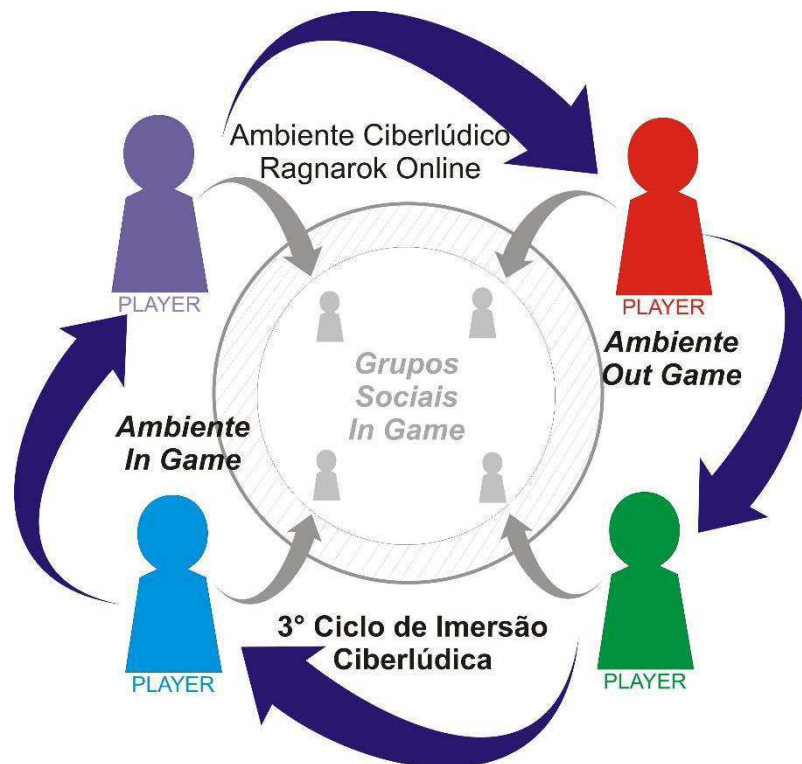 Ambiente Ciberlúdico
Ragnarok Online
PLAYER
PLAYER
Ambiente
Out Game
Grupos
Sociais
In Game
Ambiente
In Game
3° Ciclo de Imersão
Ciberlúdica
PLAYER
PLAYER